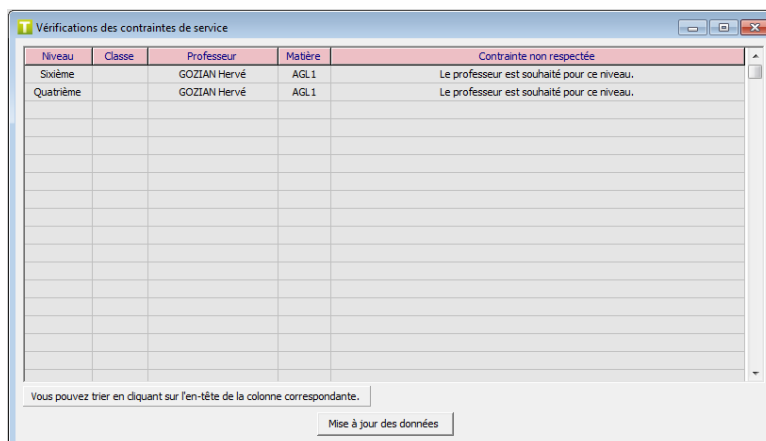 T Vérifications des contraintes de service
Niveau Classe Professeur Matière Contrainte non respectée
Sixième GOZIAN Hervé AGL1 Le professeur est souhaité pour ce niveau.
Quatrième GOZIAN Hervé AGL1 Le professeur est souhaité pour ce niveau.
Vous pouvez trier en cliquant sur l'en-tête de la colonne correspondante.
Mise à jour des données